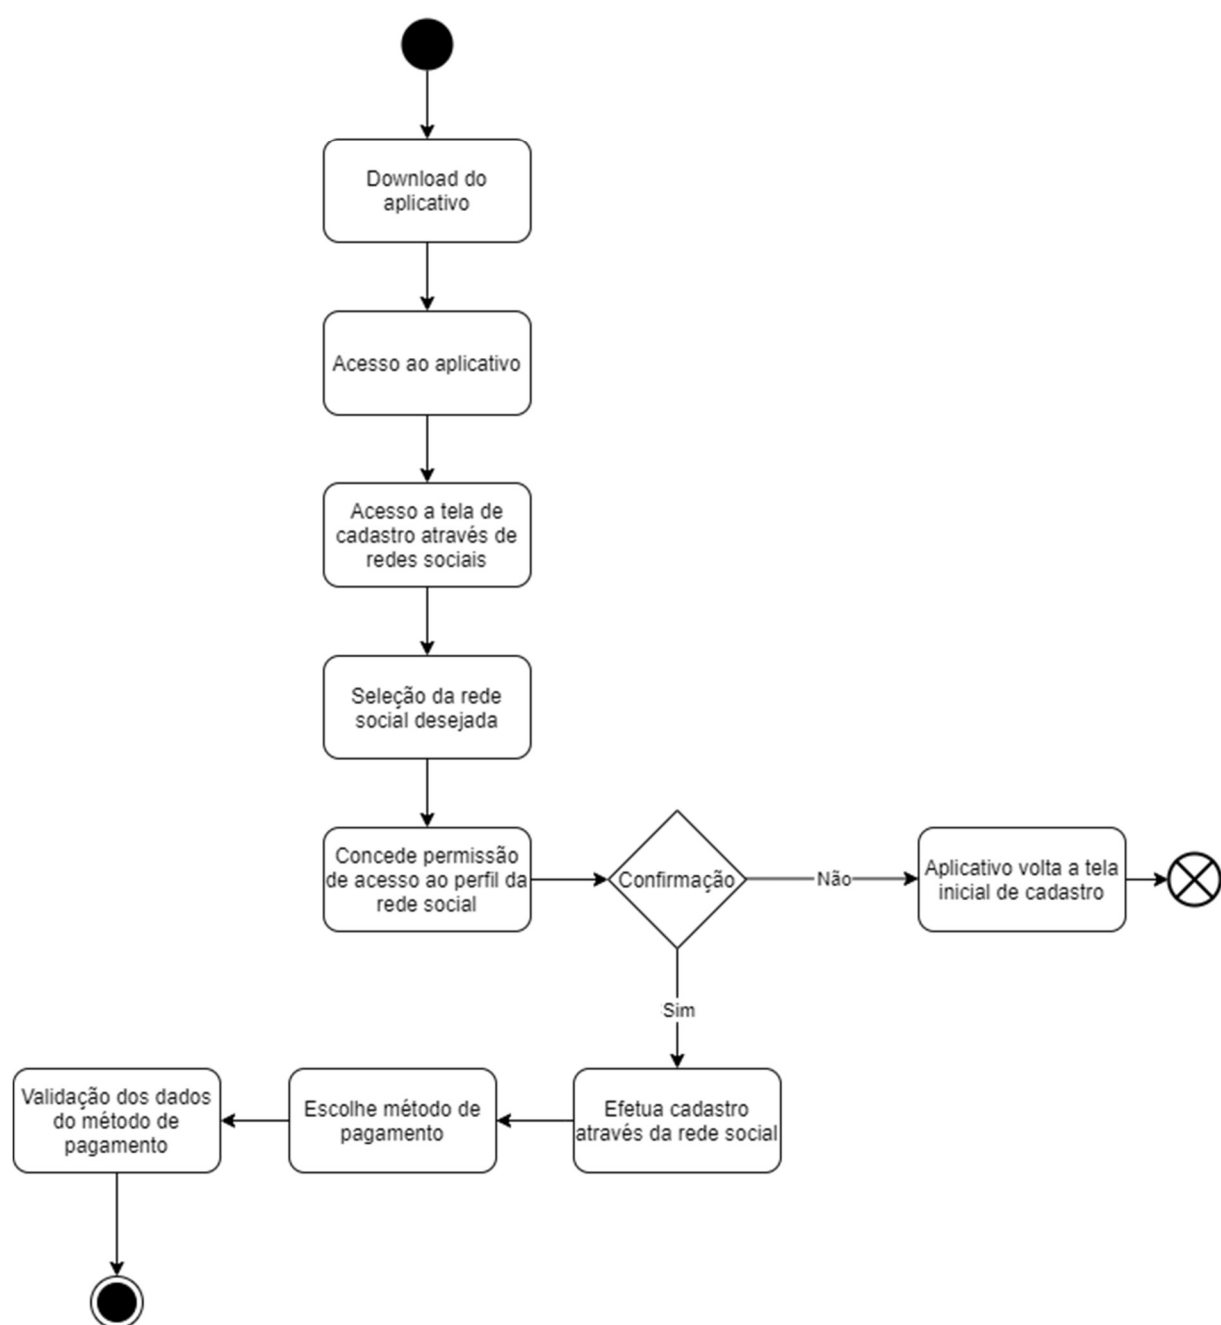 Download do
aplicativo
Acesso ao aplicativo
Acesso a tela de
cadastro através de
redes sociais
Seleção da rede
social desejada
Concede permissão
de acesso ao perfil da
rede social
Confirmação
Não
Aplicativo volta a tela
inicial de cadastro
Sim
Efetua cadastro
através da rede social
Escolhe método de
pagamento
Validação dos dados
do método de
pagamento